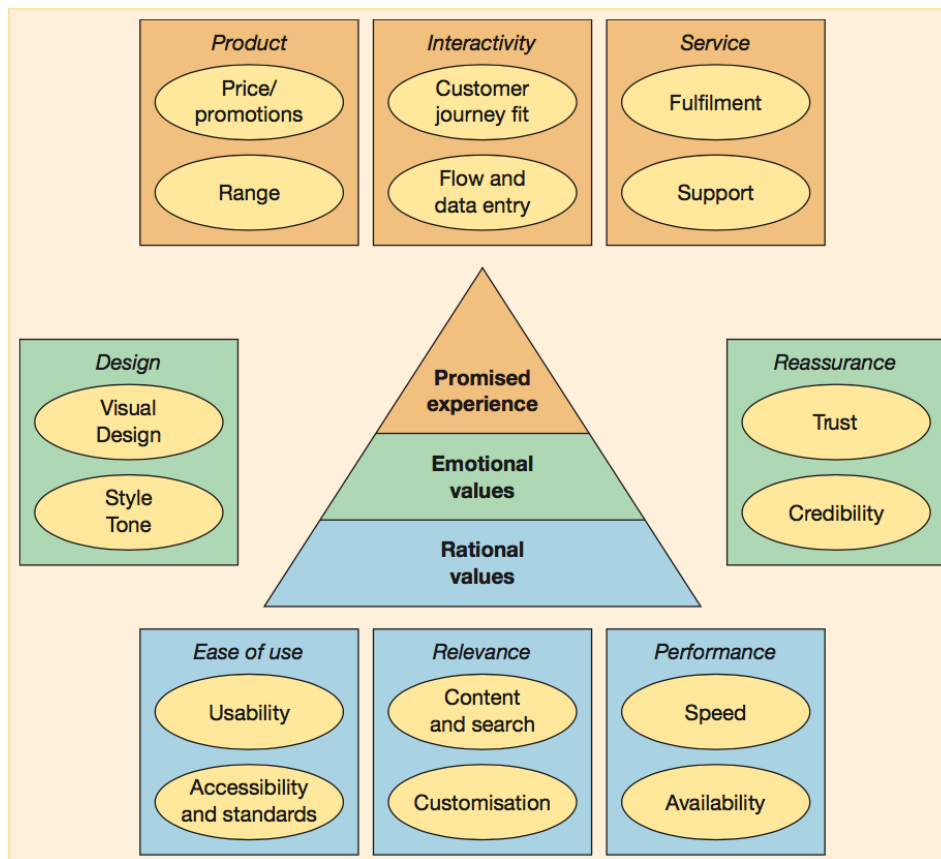 Product
Price/
promotions
Range
Interactivity
Customer
journey fit
Flow and
data entry
Service
Fulfilment
Support
Design
Visual
Design
Style
Tone
Promised
experience
Emotional
values
Rational
values
Reassurance
Trust
Credibility
Ease of use
Usability
Accessibility
and standards
Relevance
Content
and search
Customisation
Performance
Speed
Availability